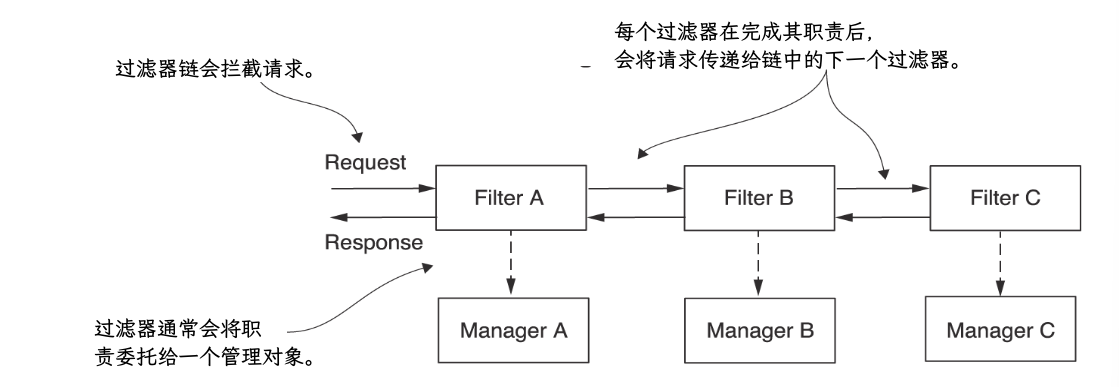 每个过滤器在完成其职责后，
会将请求传递给链中的下一个过滤器。
过滤器链会拦截请求。
Request
Filter A
Filter B
Filter C
Response
Manager A
Manager B
Manager C
过滤器通常会将职
责委托给一个管理对象。